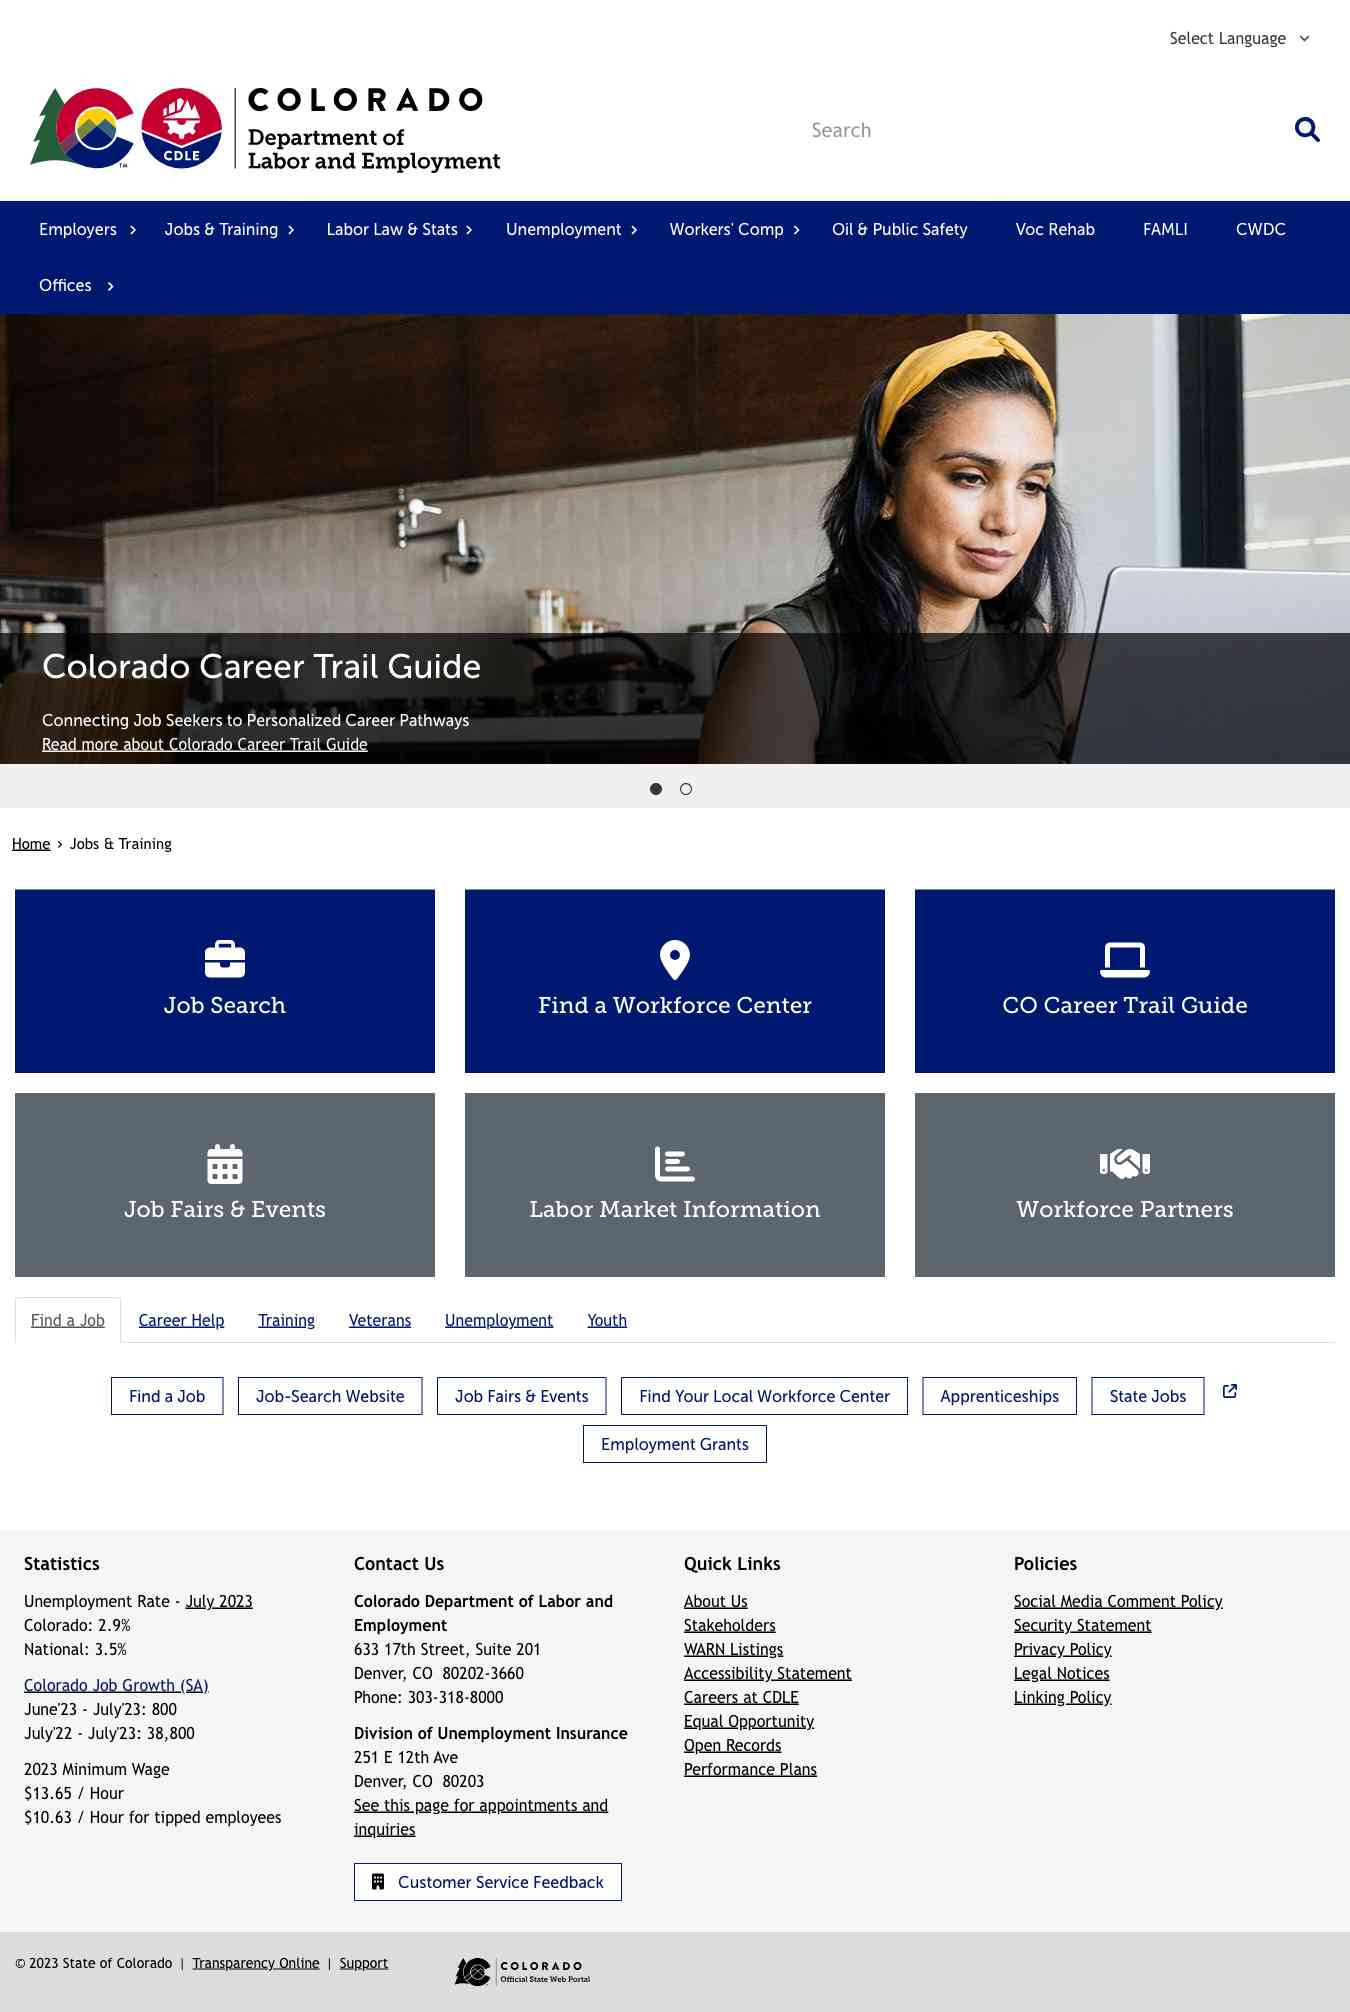 Select Language
COLORADO
Department of
Labor and Employment
CDLE
TM
Search
Employers
Jobs & Training
Labor Law & Stats
Unemployment
Workers' Comp
Oil & Public Safety
Voc Rehab
FAMLI
CWDC
Offices
Colorado Career Trail Guide
Connecting Job Seekers to Personalized Career Pathways
Read more about Colorado Career Trail Guide
Home › Jobs & Training
Job Search
Find a Workforce Center
CO Career Trail Guide
Job Fairs & Events
Labor Market Information
Workforce Partners
Find a Job
Career Help
Training
Veterans
Unemployment
Youth
Find a Job
Job-Search Website
Job Fairs & Events
Find Your Local Workforce Center
Apprenticeships
State Jobs
Employment Grants
Statistics
Unemployment Rate - July 2023
Colorado: 2.9%
National: 3.5%
Colorado Job Growth (SA)
June'23 - July'23: 800
July'22 - July'23: 38,800
2023 Minimum Wage
$13.65 / Hour
$10.63 / Hour for tipped employees
Contact Us
Colorado Department of Labor and
Employment
633 17th Street, Suite 201
Denver, CO  80202-3660
Phone: 303-318-8000
Division of Unemployment Insurance
251 E 12th Ave
Denver, CO  80203
See this page for appointments and
inquiries
Customer Service Feedback
Quick Links
About Us
Stakeholders
WARN Listings
Accessibility Statement
Careers at CDLE
Equal Opportunity
Open Records
Performance Plans
Policies
Social Media Comment Policy
Security Statement
Privacy Policy
Legal Notices
Linking Policy
© 2023 State of Colorado | Transparency Online | Support
COLORADO
Official State Web Portal